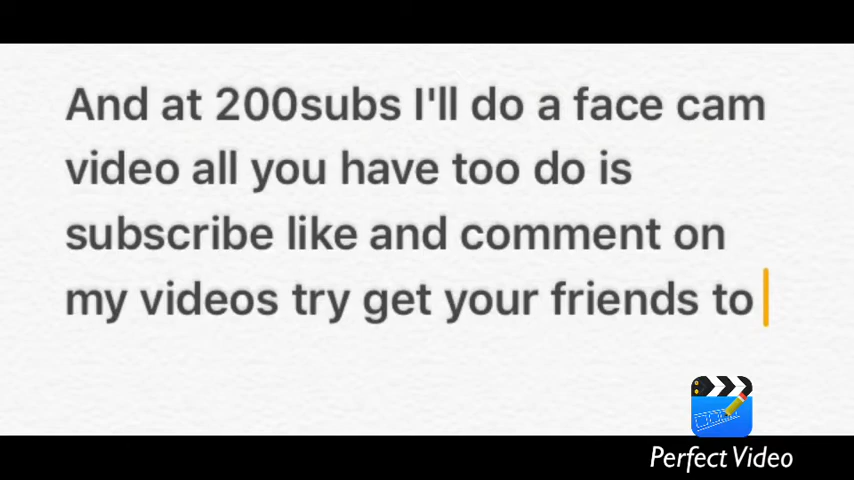 And at 200subs I'll do a face cam
video all you have too do is
subscribe like and comment on
my videos try get your friends to
Perfect Video